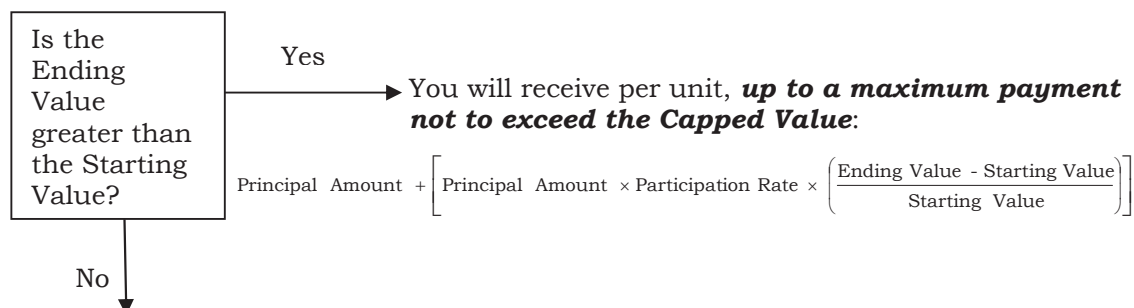 Is the
Ending
Value
greater than
the Starting
Value?
Yes
You will receive per unit, up to a maximum payment
not to exceed the Capped Value:
Principal Amount + [Principal Amount × Participation Rate × (Ending Value - Starting Value / Starting Value)]
No